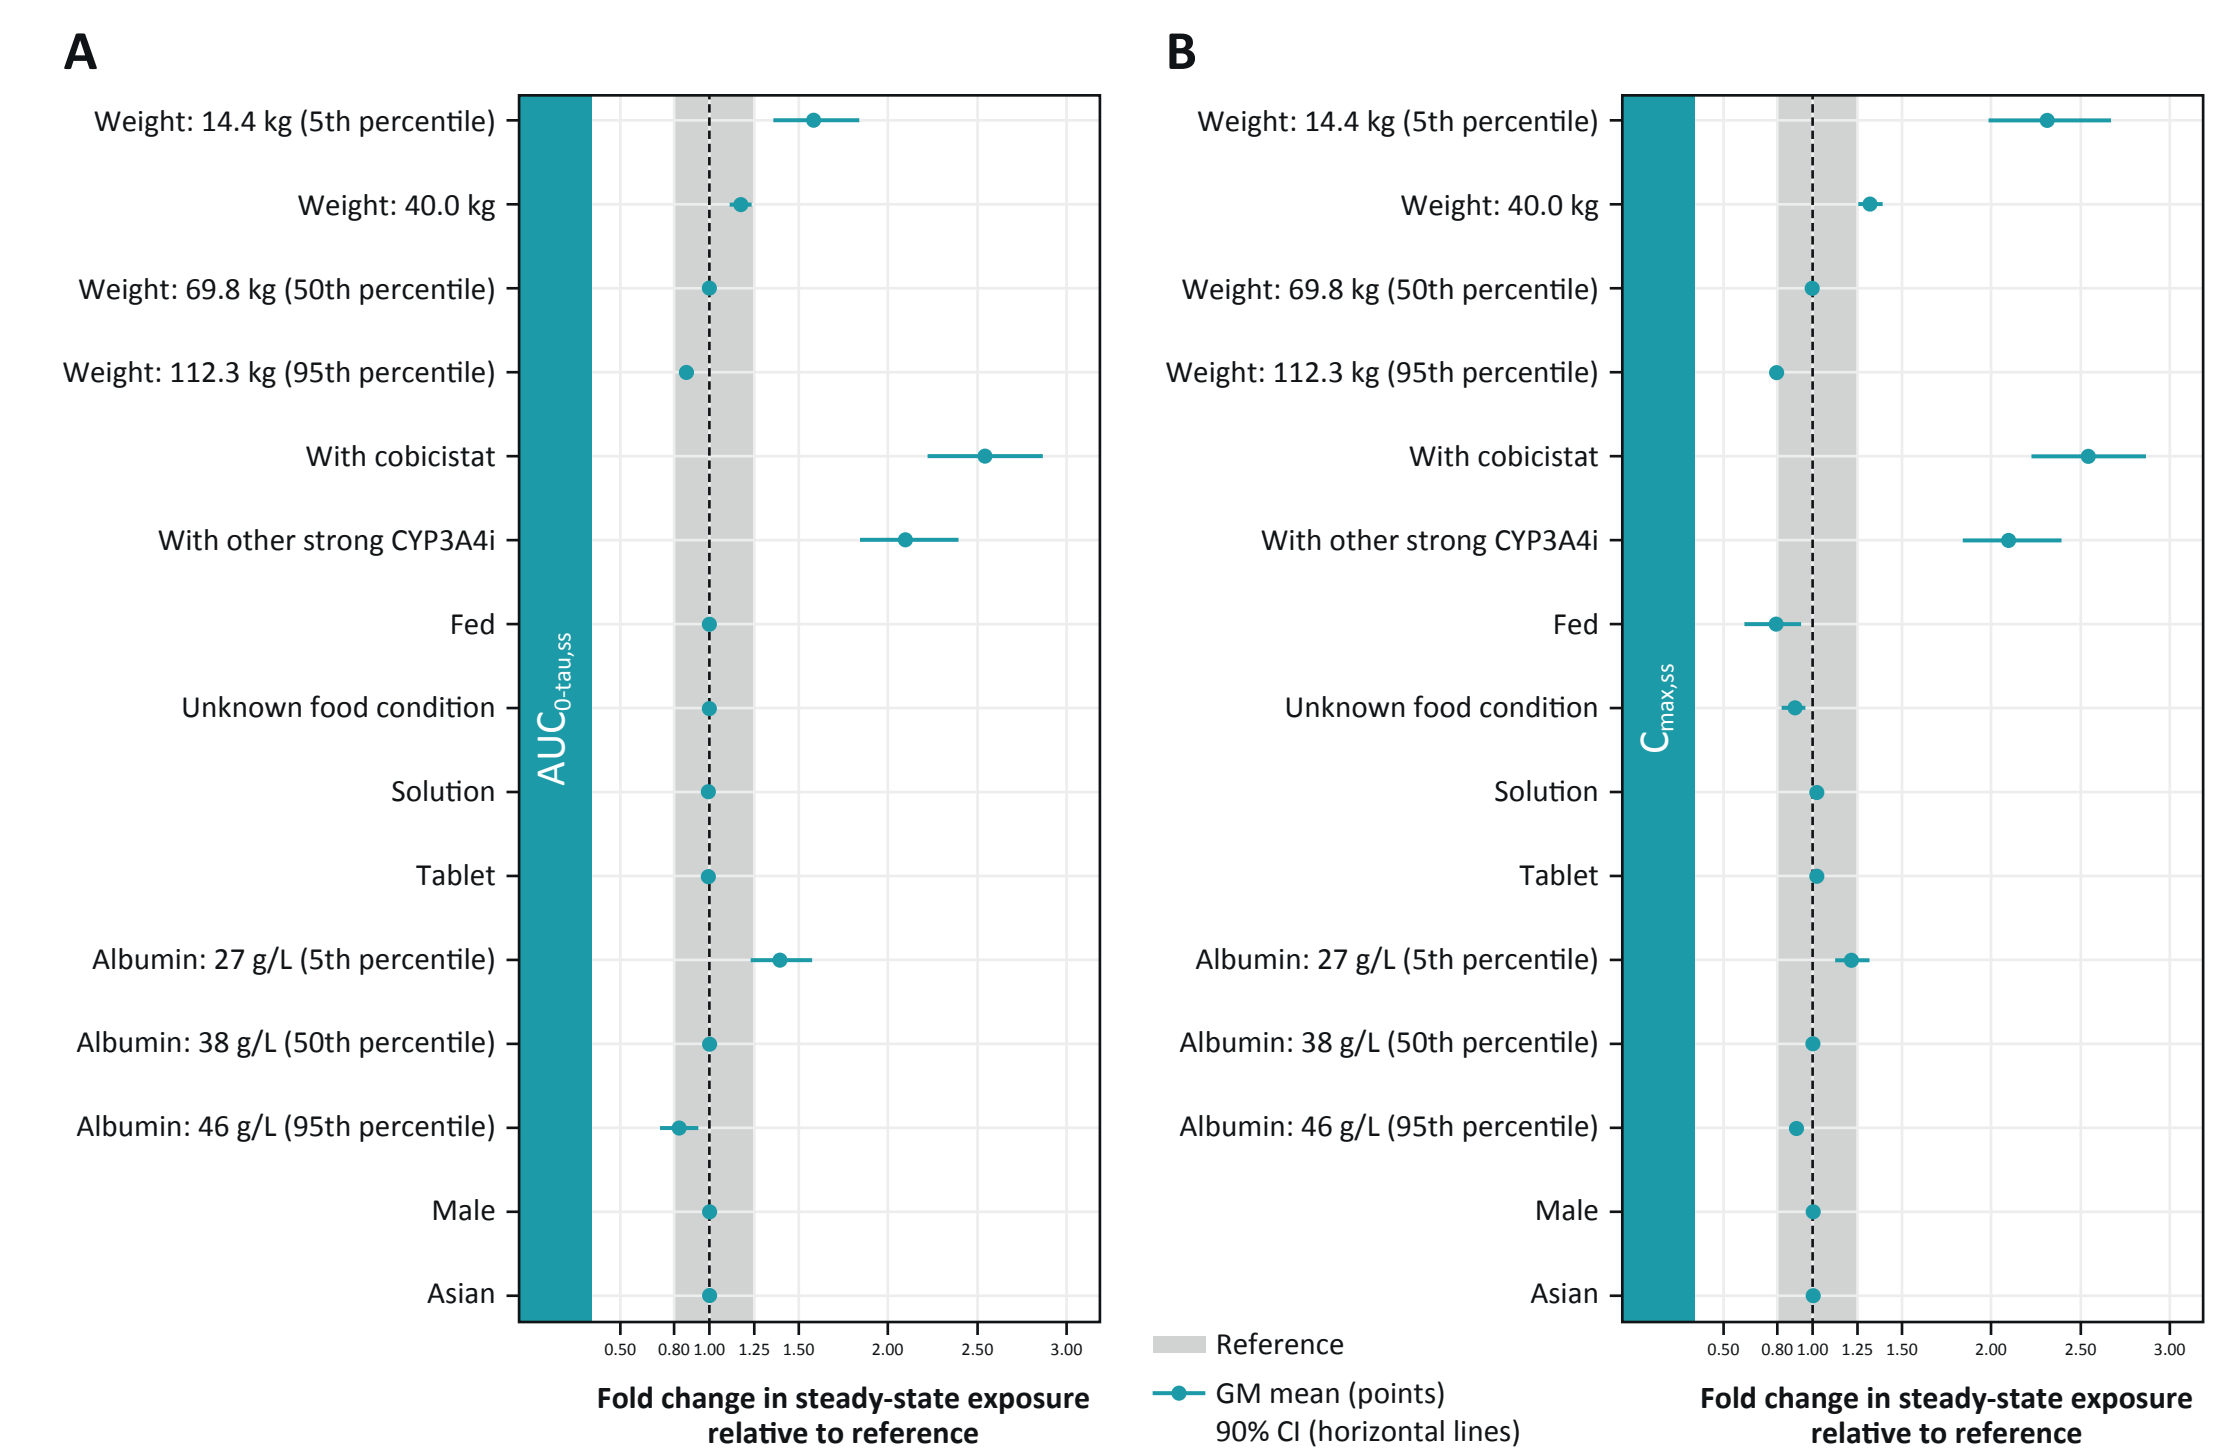 A
Weight: 14.4 kg (5th percentile)
Weight: 40.0 kg
Weight: 69.8 kg (50th percentile)
Weight: 112.3 kg (95th percentile)
With cobicistat
With other strong CYP3A4i
Fed
Unknown food condition
Solution
Tablet
Albumin: 27 g/L (5th percentile)
Albumin: 38 g/L (50th percentile)
Albumin: 46 g/L (95th percentile)
Male
Asian
AUC0-tau,ss
0.50 0.80 1.00 1.25 1.50 2.00 2.50 3.00
Fold change in steady-state exposure
relative to reference
B
Weight: 14.4 kg (5th percentile)
Weight: 40.0 kg
Weight: 69.8 kg (50th percentile)
Weight: 112.3 kg (95th percentile)
With cobicistat
With other strong CYP3A4i
Fed
Unknown food condition
Solution
Tablet
Albumin: 27 g/L (5th percentile)
Albumin: 38 g/L (50th percentile)
Albumin: 46 g/L (95th percentile)
Male
Asian
Cmax,ss
0.50 0.80 1.00 1.25 1.50 2.00 2.50 3.00
Fold change in steady-state exposure
relative to reference
Reference
GM mean (points)
90% CI (horizontal lines)